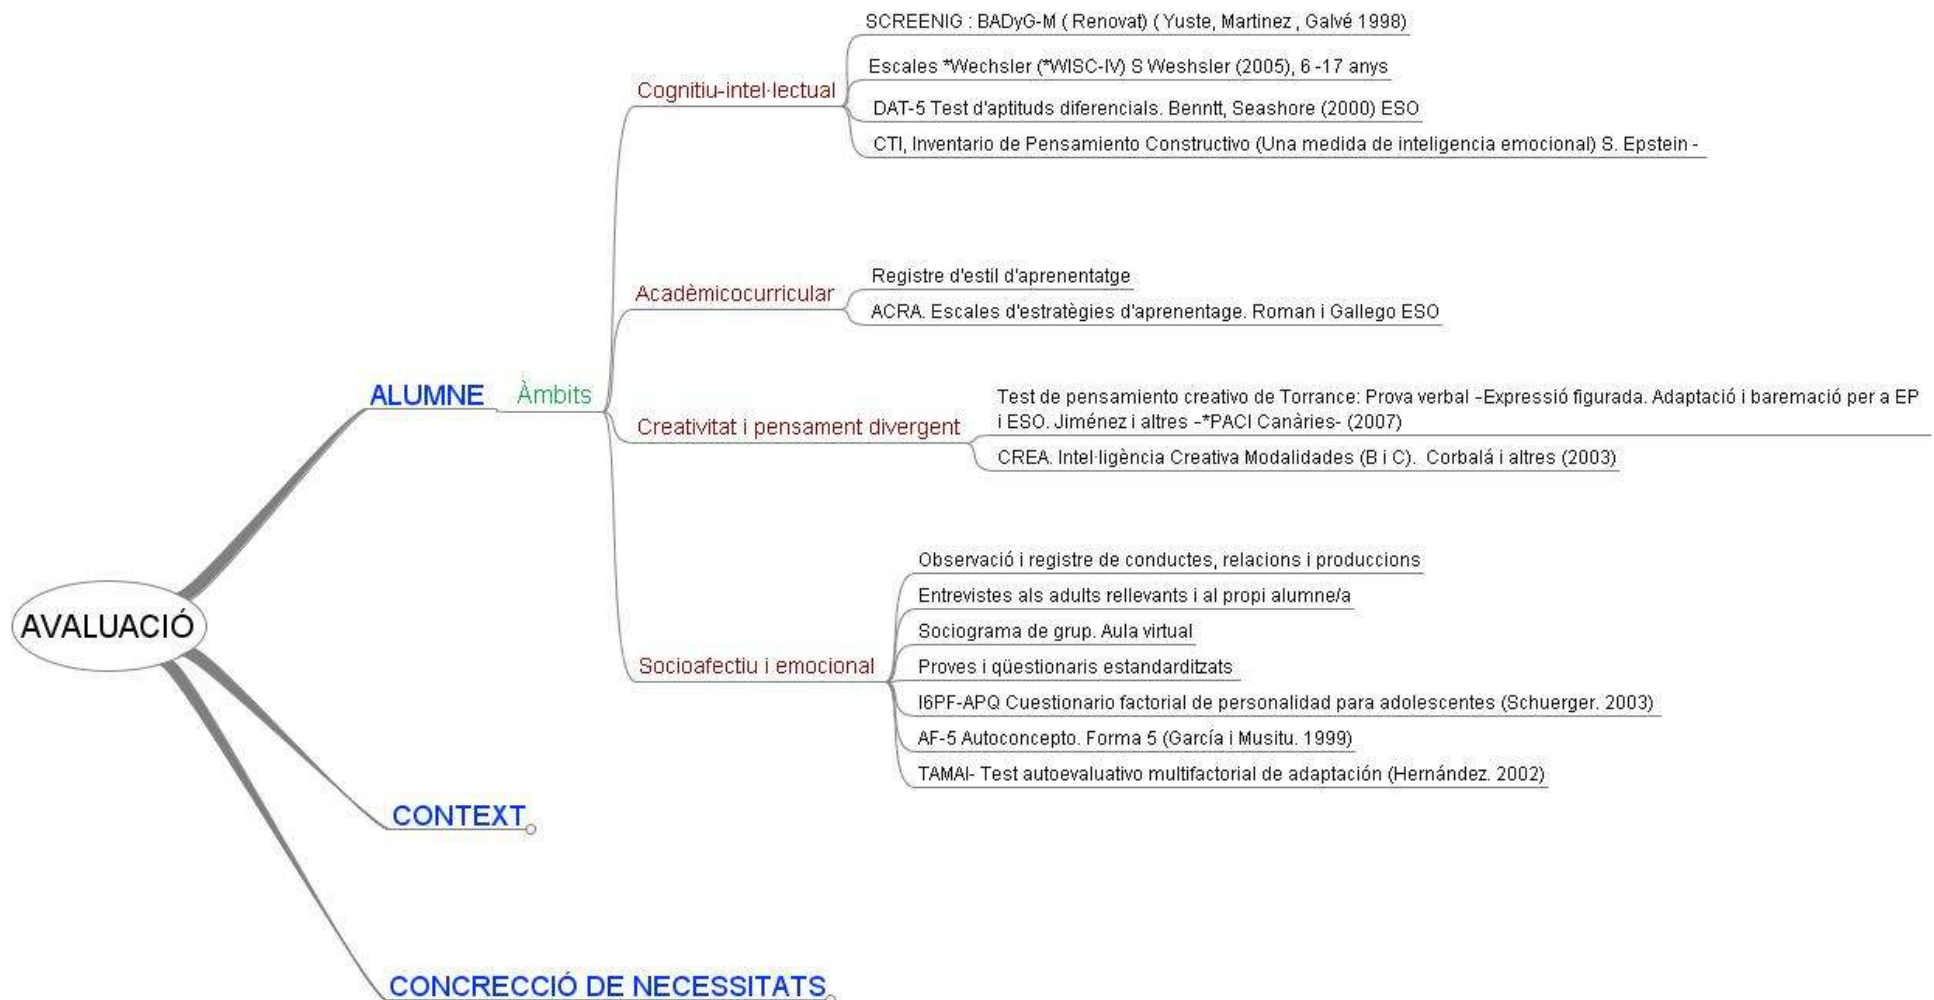 AVALUACIÓ
ALUMNE
Àmbits
Cognitiu-intel·lectual
SCREENIG : BADyG-M ( Renovat) ( Yuste, Martinez , Galvé 1998)
Escales *Wechsler (*WISC-IV) S Weshsler (2005), 6 -17 anys
DAT-5 Test d'aptituds diferencials. Benntt, Seashore (2000) ESO
CTI, Inventario de Pensamiento Constructivo (Una medida de inteligencia emocional) S. Epstein -
Acadèmicocurricular
Registre d'estil d'aprenentatge
ACRA. Escales d'estratègies d'aprenentage. Roman i Gallego ESO
Creativitat i pensament divergent
Test de pensamiento creativo de Torrance: Prova verbal -Expressió figurada. Adaptació i baremació per a EP
i ESO. Jiménez i altres -*PACI Canàries- (2007)
CREA. Intel·ligència Creativa Modalidades (B i C). Corbalá i altres (2003)
Socioafectiu i emocional
Observació i registre de conductes, relacions i produccions
Entrevistes als adults rellevants i al propi alumne/a
Sociograma de grup. Aula virtual
Proves i qüestionaris estandarditzats
I6PF-APQ Cuestionario factorial de personalidad para adolescentes (Schuerger. 2003)
AF-5 Autoconcepto. Forma 5 (García i Musitu. 1999)
TAMAI- Test autoevaluativo multifactorial de adaptación (Hernández. 2002)
CONTEXT
CONCRECCIÓ DE NECESSITATS